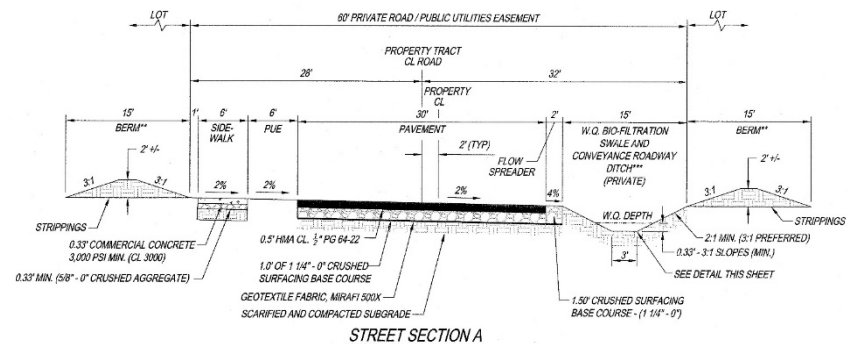 LOT
60' PRIVATE ROAD / PUBLIC UTILITIES EASEMENT
LOT
PROPERTY TRACT
CL ROAD
28'
32'
PROPERTY
CL
15'
1'
6'
6'
30'
2'
15'
15'
BERM**
SIDE-
WALK
PUE
PAVEMENT
W.Q. BIO-FILTRATION
SWALE AND
CONVEYANCE ROADWAY
DITCH***
(PRIVATE)
BERM**
2' +/-
2' (TYP)
FLOW
SPREADER
2' +/-
3:1
3:1
2%
2%
2%
4%
3:1
3:1
W.Q. DEPTH
STRIPPINGS
STRIPPINGS
0.33' COMMERCIAL CONCRETE
3,000 PSI MIN. (CL 3000)
0.33' MIN. (5/8" - 0" CRUSHED AGGREGATE)
0.5' HMA CL. ½" PG 64-22
1.0' OF 1 1/4" - 0" CRUSHED
SURFACING BASE COURSE
GEOTEXTILE FABRIC, MIRAFI 500X
SCARIFIED AND COMPACTED SUBGRADE
2:1 MIN. (3:1 PREFERRED)
0.33' - 3:1 SLOPES (MIN.)
3'
SEE DETAIL THIS SHEET
1.50' CRUSHED SURFACING
BASE COURSE - (1 1/4" - 0")
STREET SECTION A